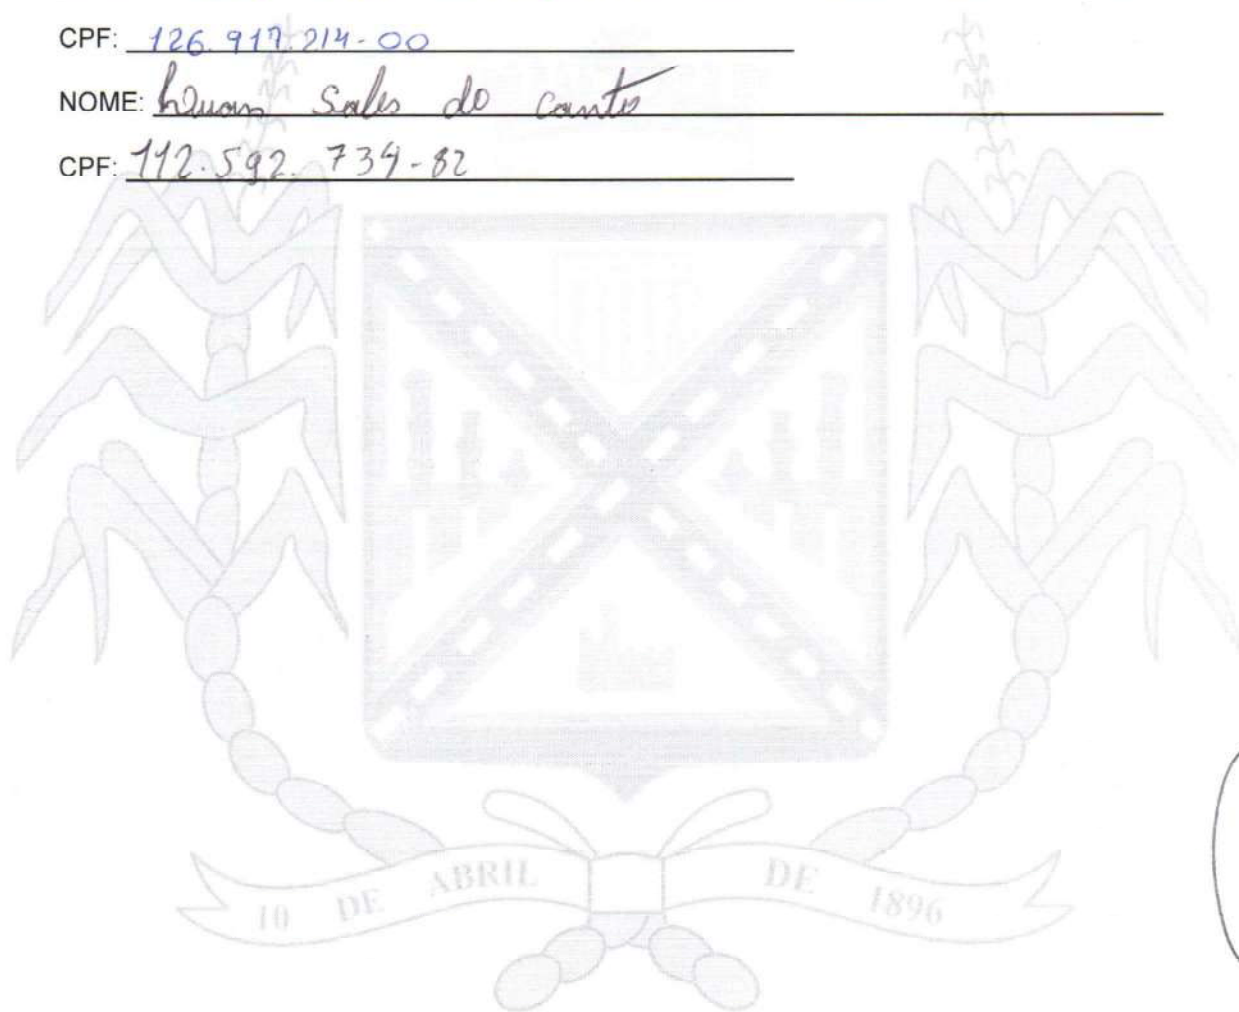 CPF: 126.917.214-00
NOME: Luan Sales do Canto
CPF: 112.592.734-82
10 DE ABRIL DE 1896